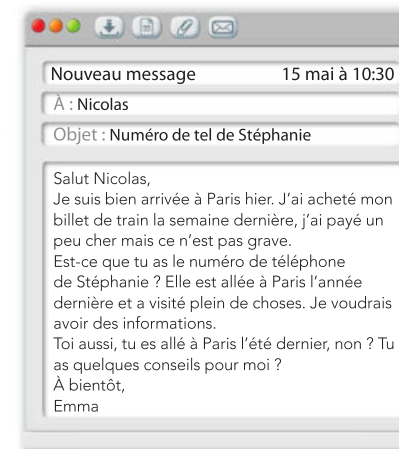 Nouveau message 15 mai à 10:30
À : Nicolas
Objet : Numéro de tel de Stéphanie
Salut Nicolas,
Je suis bien arrivée à Paris hier. J’ai acheté mon
billet de train la semaine dernière, j’ai payé un
peu cher mais ce n’est pas grave.
Est-ce que tu as le numéro de téléphone
de Stéphanie ? Elle est allée à Paris l’année
dernière et a visité plein de choses. Je voudrais
avoir des informations.
Toi aussi, tu es allé à Paris l’été dernier, non ? Tu
as quelques conseils pour moi ?
À bientôt,
Emma